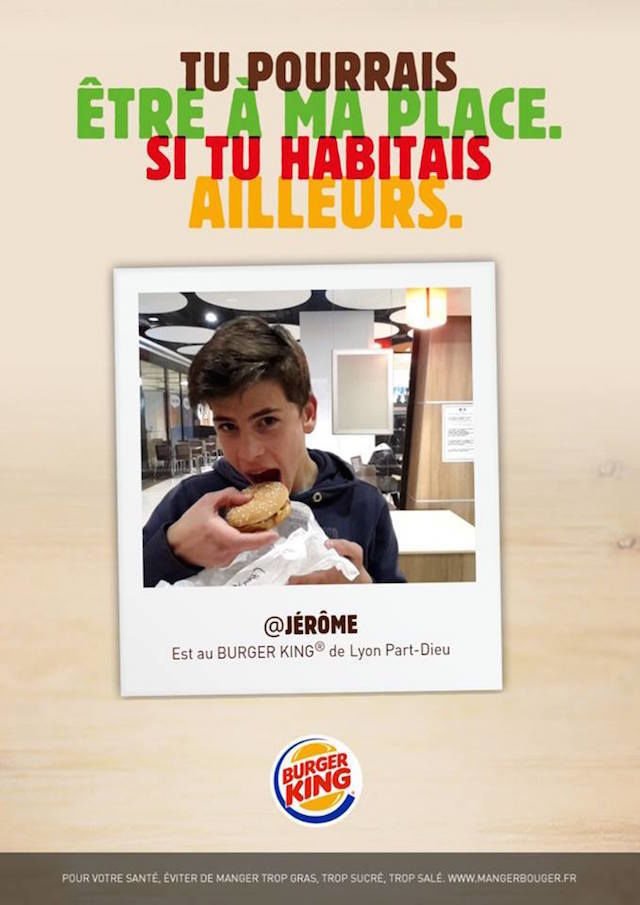 TU POURRAIS
ÊTRE À MA PLACE.
SI TU HABITAIS
AILLEURS.
@JÉRÔME
Est au BURGER KING® de Lyon Part-Dieu
BURGER
KING
POUR VOTRE SANTÉ, ÉVITER DE MANGER TROP GRAS, TROP SUCRÉ, TROP SALÉ. WWW.MANGERBOUGER.FR